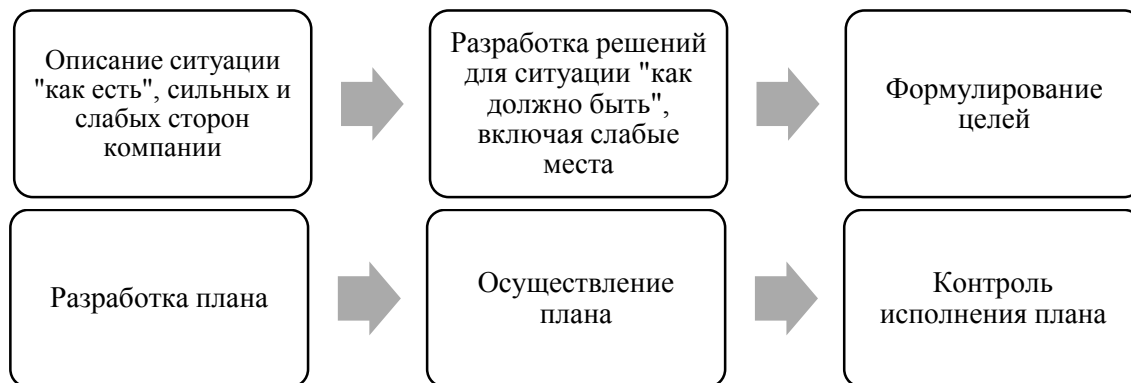 Описание ситуации
"как есть", сильных и
слабых сторон
компании
Разработка решений
для ситуации "как
должно быть",
включая слабые
места
Формулирование
целей
Разработка плана
Осуществление
плана
Контроль
исполнения плана